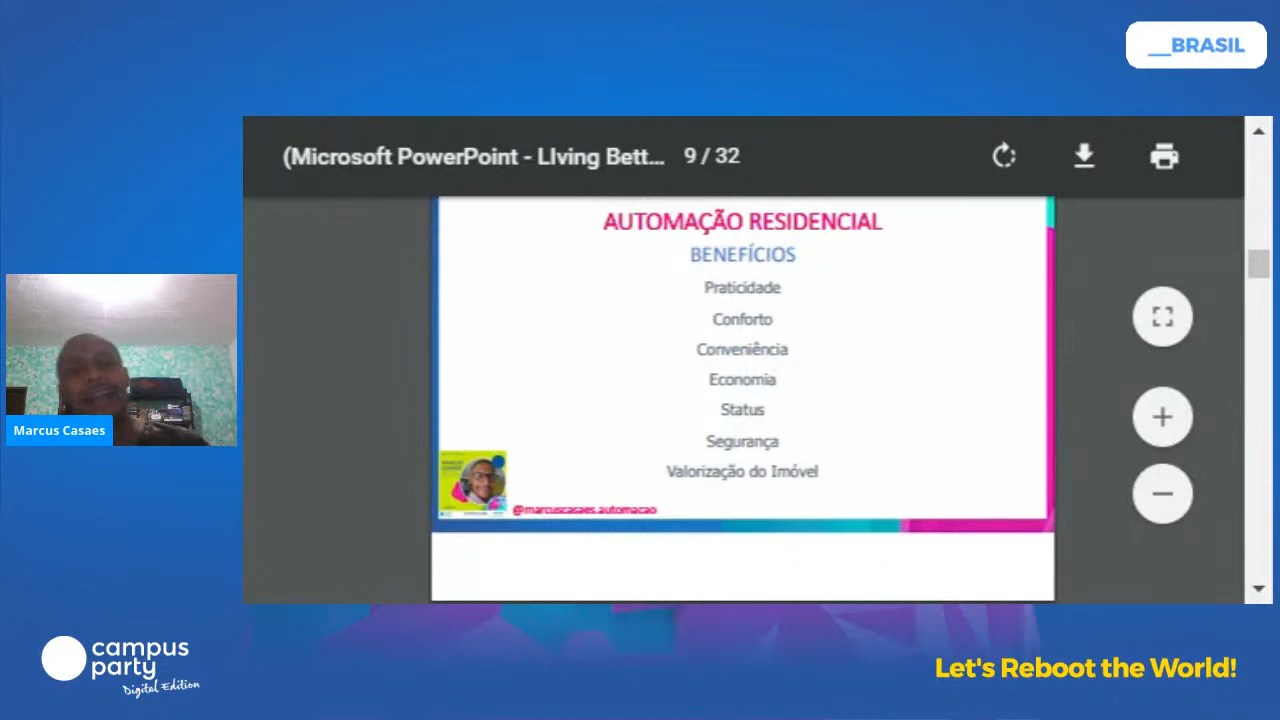 __BRASIL
(Microsoft PowerPoint - LIving Bett... 9 / 32
AUTOMAÇÃO RESIDENCIAL
BENEFÍCIOS
Praticidade
Conforto
Conveniência
Economia
Status
Segurança
Valorização do Imóvel
@marcuscasaes.automacao
Marcus Casaes
campus
party
Digital Edition
Let's Reboot the World!